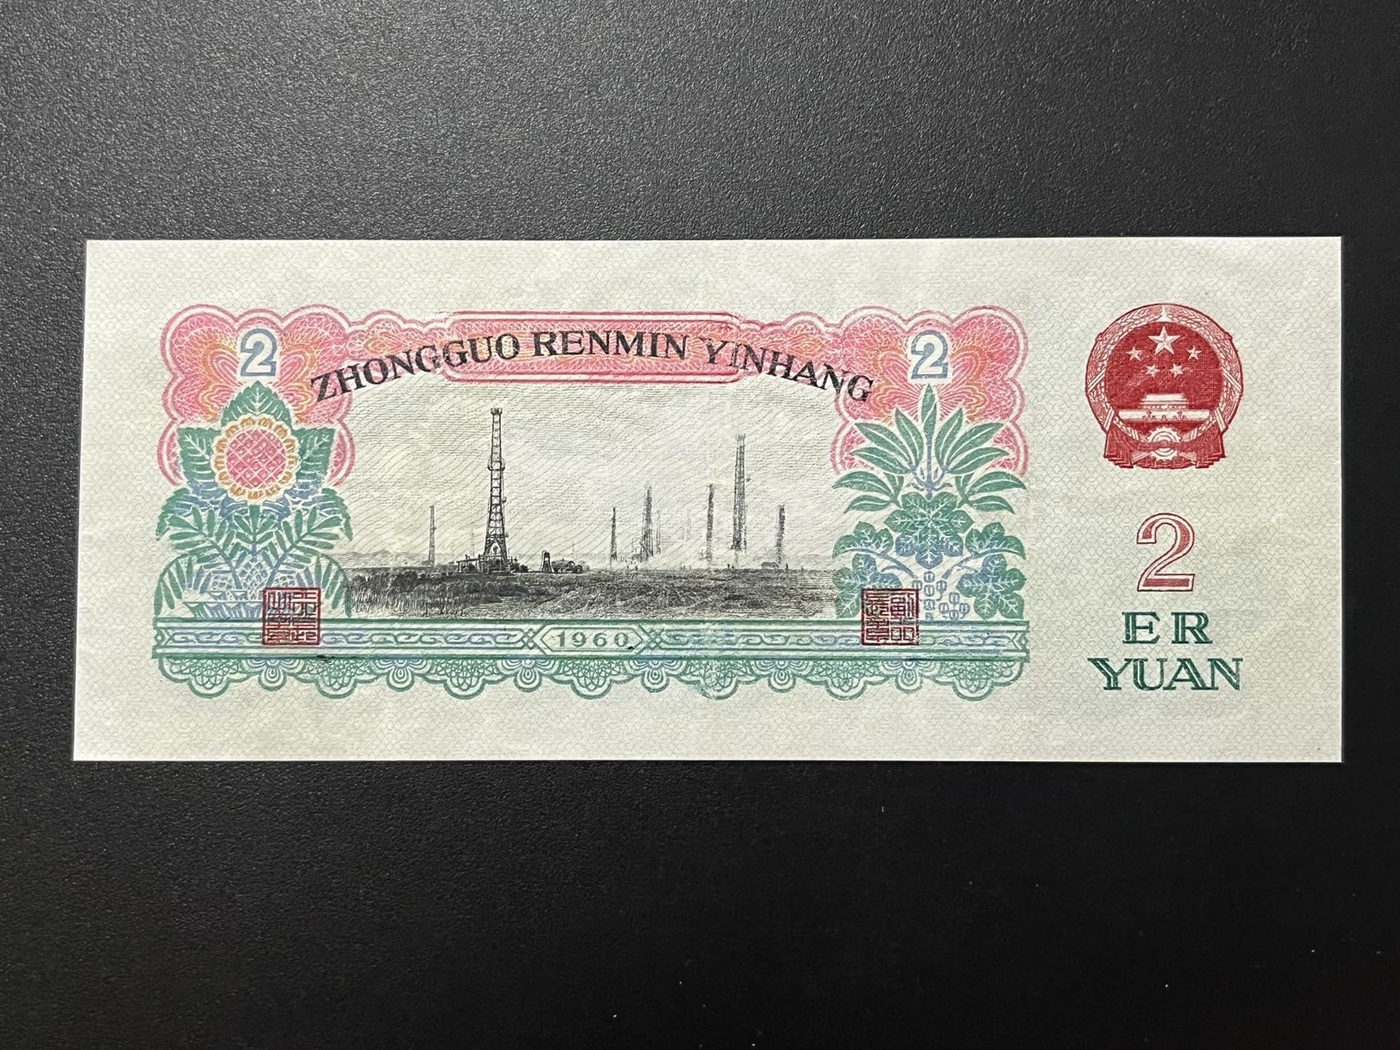 2
ZHONGGUO RENMIN YINHANG
2
1960
2
ER
YUAN